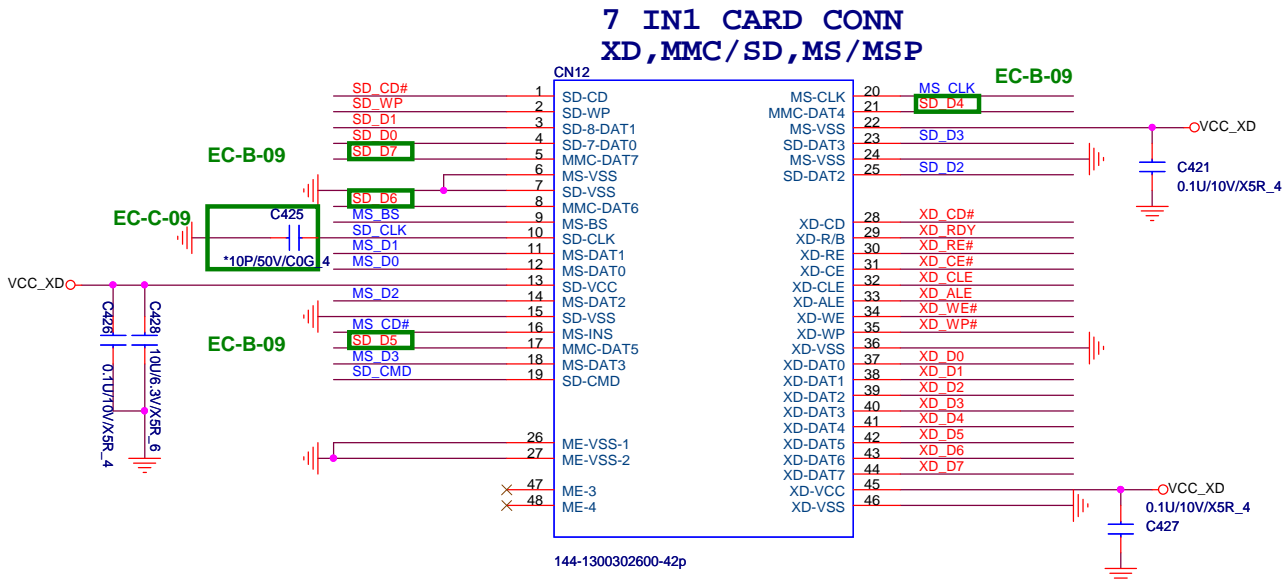 7 IN1 CARD CONN
XD,MMC/SD,MS/MSP
CN12
EC-B-09
SD_CD# 1 SD-CD MS-CLK 20 MS_CLK
SD_WP 2 SD-WP MMC-DAT4 21 SD_D4
SD_D1 3 SD-8-DAT1 MS-VSS 22 VCC_XD
SD_D0 4 SD-7-DAT0 SD-DAT3 23 SD_D3
EC-B-09
SD_D7 5 MMC-DAT7 MS-VSS 24
6 MS-VSS SD-DAT2 25 SD_D2
C421
0.1U/10V/X5R_4
7 SD-VSS
SD_D6 8 MMC-DAT6
EC-C-09
C425
*10P/50V/C0G_4
MS_BS 9 MS-BS XD-CD 28 XD_CD#
SD_CLK 10 SD-CLK XD-R/B 29 XD_RDY
MS_D1 11 MS-DAT1 XD-RE 30 XD_RE#
MS_D0 12 MS-DAT0 XD-CE 31 XD_CE#
VCC_XD 13 SD-VCC XD-CLE 32 XD_CLE
MS_D2 14 MS-DAT2 XD-ALE 33 XD_ALE
15 SD-VSS XD-WE 34 XD_WE#
MS_CD# 16 MS-INS XD-WP 35 XD_WP#
EC-B-09
SD_D5 17 MMC-DAT5 XD-VSS 36
MS_D3 18 MS-DAT3 XD-DAT0 37 XD_D0
SD_CMD 19 SD-CMD XD-DAT1 38 XD_D1
C426
0.1U/10V/X5R_4
C428
10U/6.3V/X5R_6
XD-DAT2 39 XD_D2
XD-DAT3 40 XD_D3
XD-DAT4 41 XD_D4
26 ME-VSS-1 XD-DAT5 42 XD_D5
27 ME-VSS-2 XD-DAT6 43 XD_D6
XD-DAT7 44 XD_D7
47 ME-3 XD-VCC 45 VCC_XD
48 ME-4 XD-VSS 46
0.1U/10V/X5R_4
C427
144-1300302600-42p